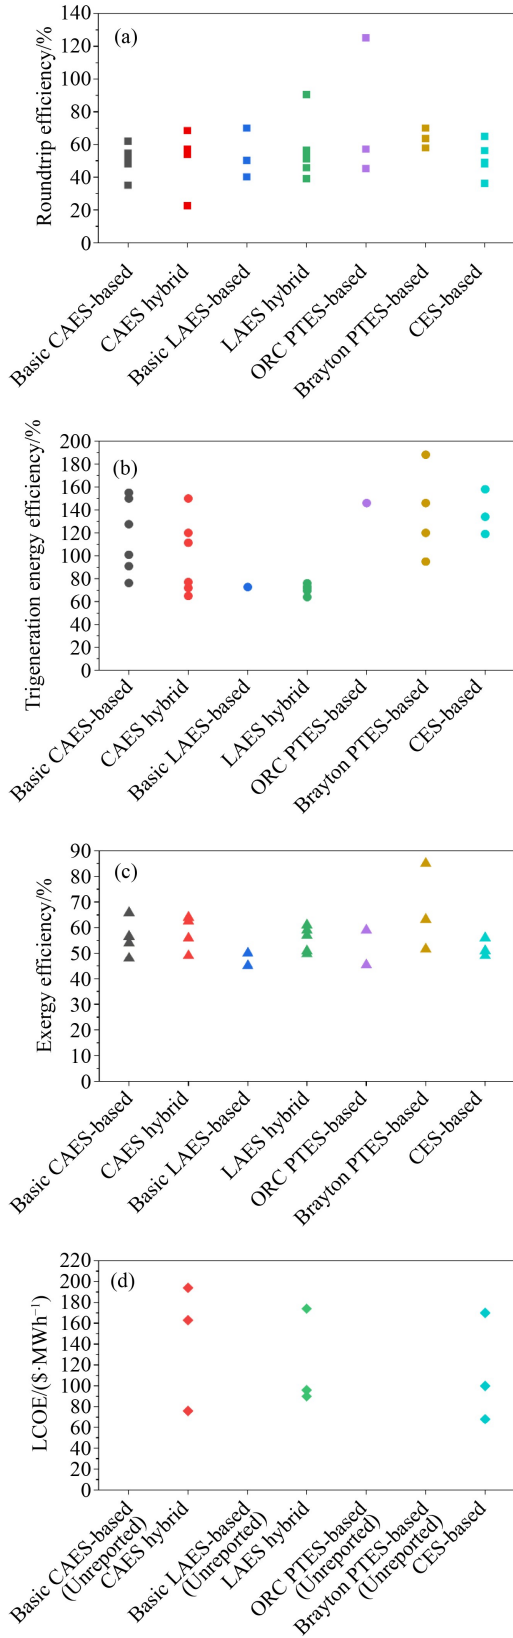 Roundtrip efficiency/%
140
120
100
80
60
40
20
0
(a)
Basic CAES-based
CAES hybrid
Basic LAES-based
LAES hybrid
ORC PTES-based
Brayton PTES-based
CES-based
Trigeneration energy efficiency/%
200
180
160
140
120
100
80
60
40
20
0
(b)
Basic CAES-based
CAES hybrid
Basic LAES-based
LAES hybrid
ORC PTES-based
Brayton PTES-based
CES-based
Exergy efficiency/%
90
80
70
60
50
40
30
20
10
0
(c)
Basic CAES-based
CAES hybrid
Basic LAES-based
LAES hybrid
ORC PTES-based
Brayton PTES-based
CES-based
LCOE/($·MWh⁻¹)
220
200
180
160
140
120
100
80
60
40
20
0
(d)
Basic CAES-based
(Unreported)
CAES hybrid
Basic LAES-based
(Unreported)
LAES hybrid
ORC PTES-based
(Unreported)
Brayton PTES-based
(Unreported)
CES-based